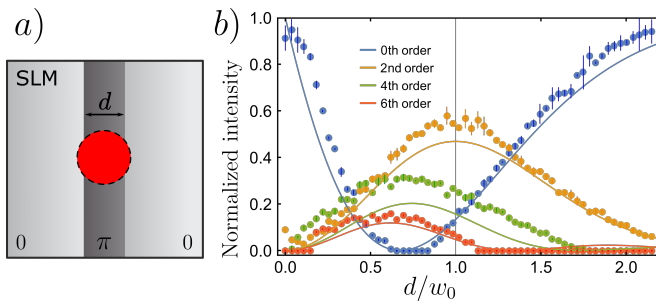 a)
SLM
d
0
π
0
b)
Normalized intensity
1.0
0.8
0.6
0.4
0.2
0.0
0th order
2nd order
4th order
6th order
0.0 0.5 1.0 1.5 2.0
d/w₀